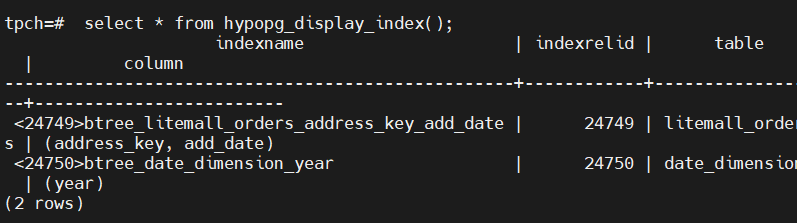 tpch=#  select * from hypopg_display_index();
                     indexname                     | indexrelid |      table
  |         column
---------------------------------------------------+------------+---------------
--+-------------------------
 <24749>btree_litemall_orders_address_key_add_date |      24749 | litemall_order
s | (address_key, add_date)
 <24750>btree_date_dimension_year                  |      24750 | date_dimension
  | (year)
(2 rows)